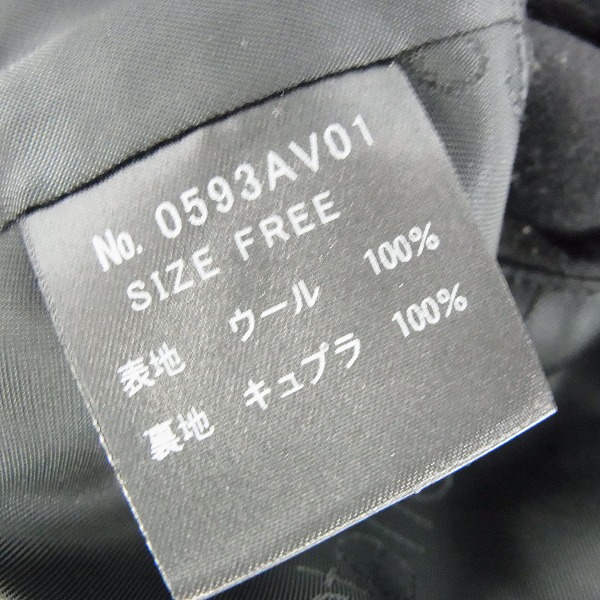 No. 0593AV01
SIZE FREE
表地 ウール 100%
裏地 キュプラ 100%